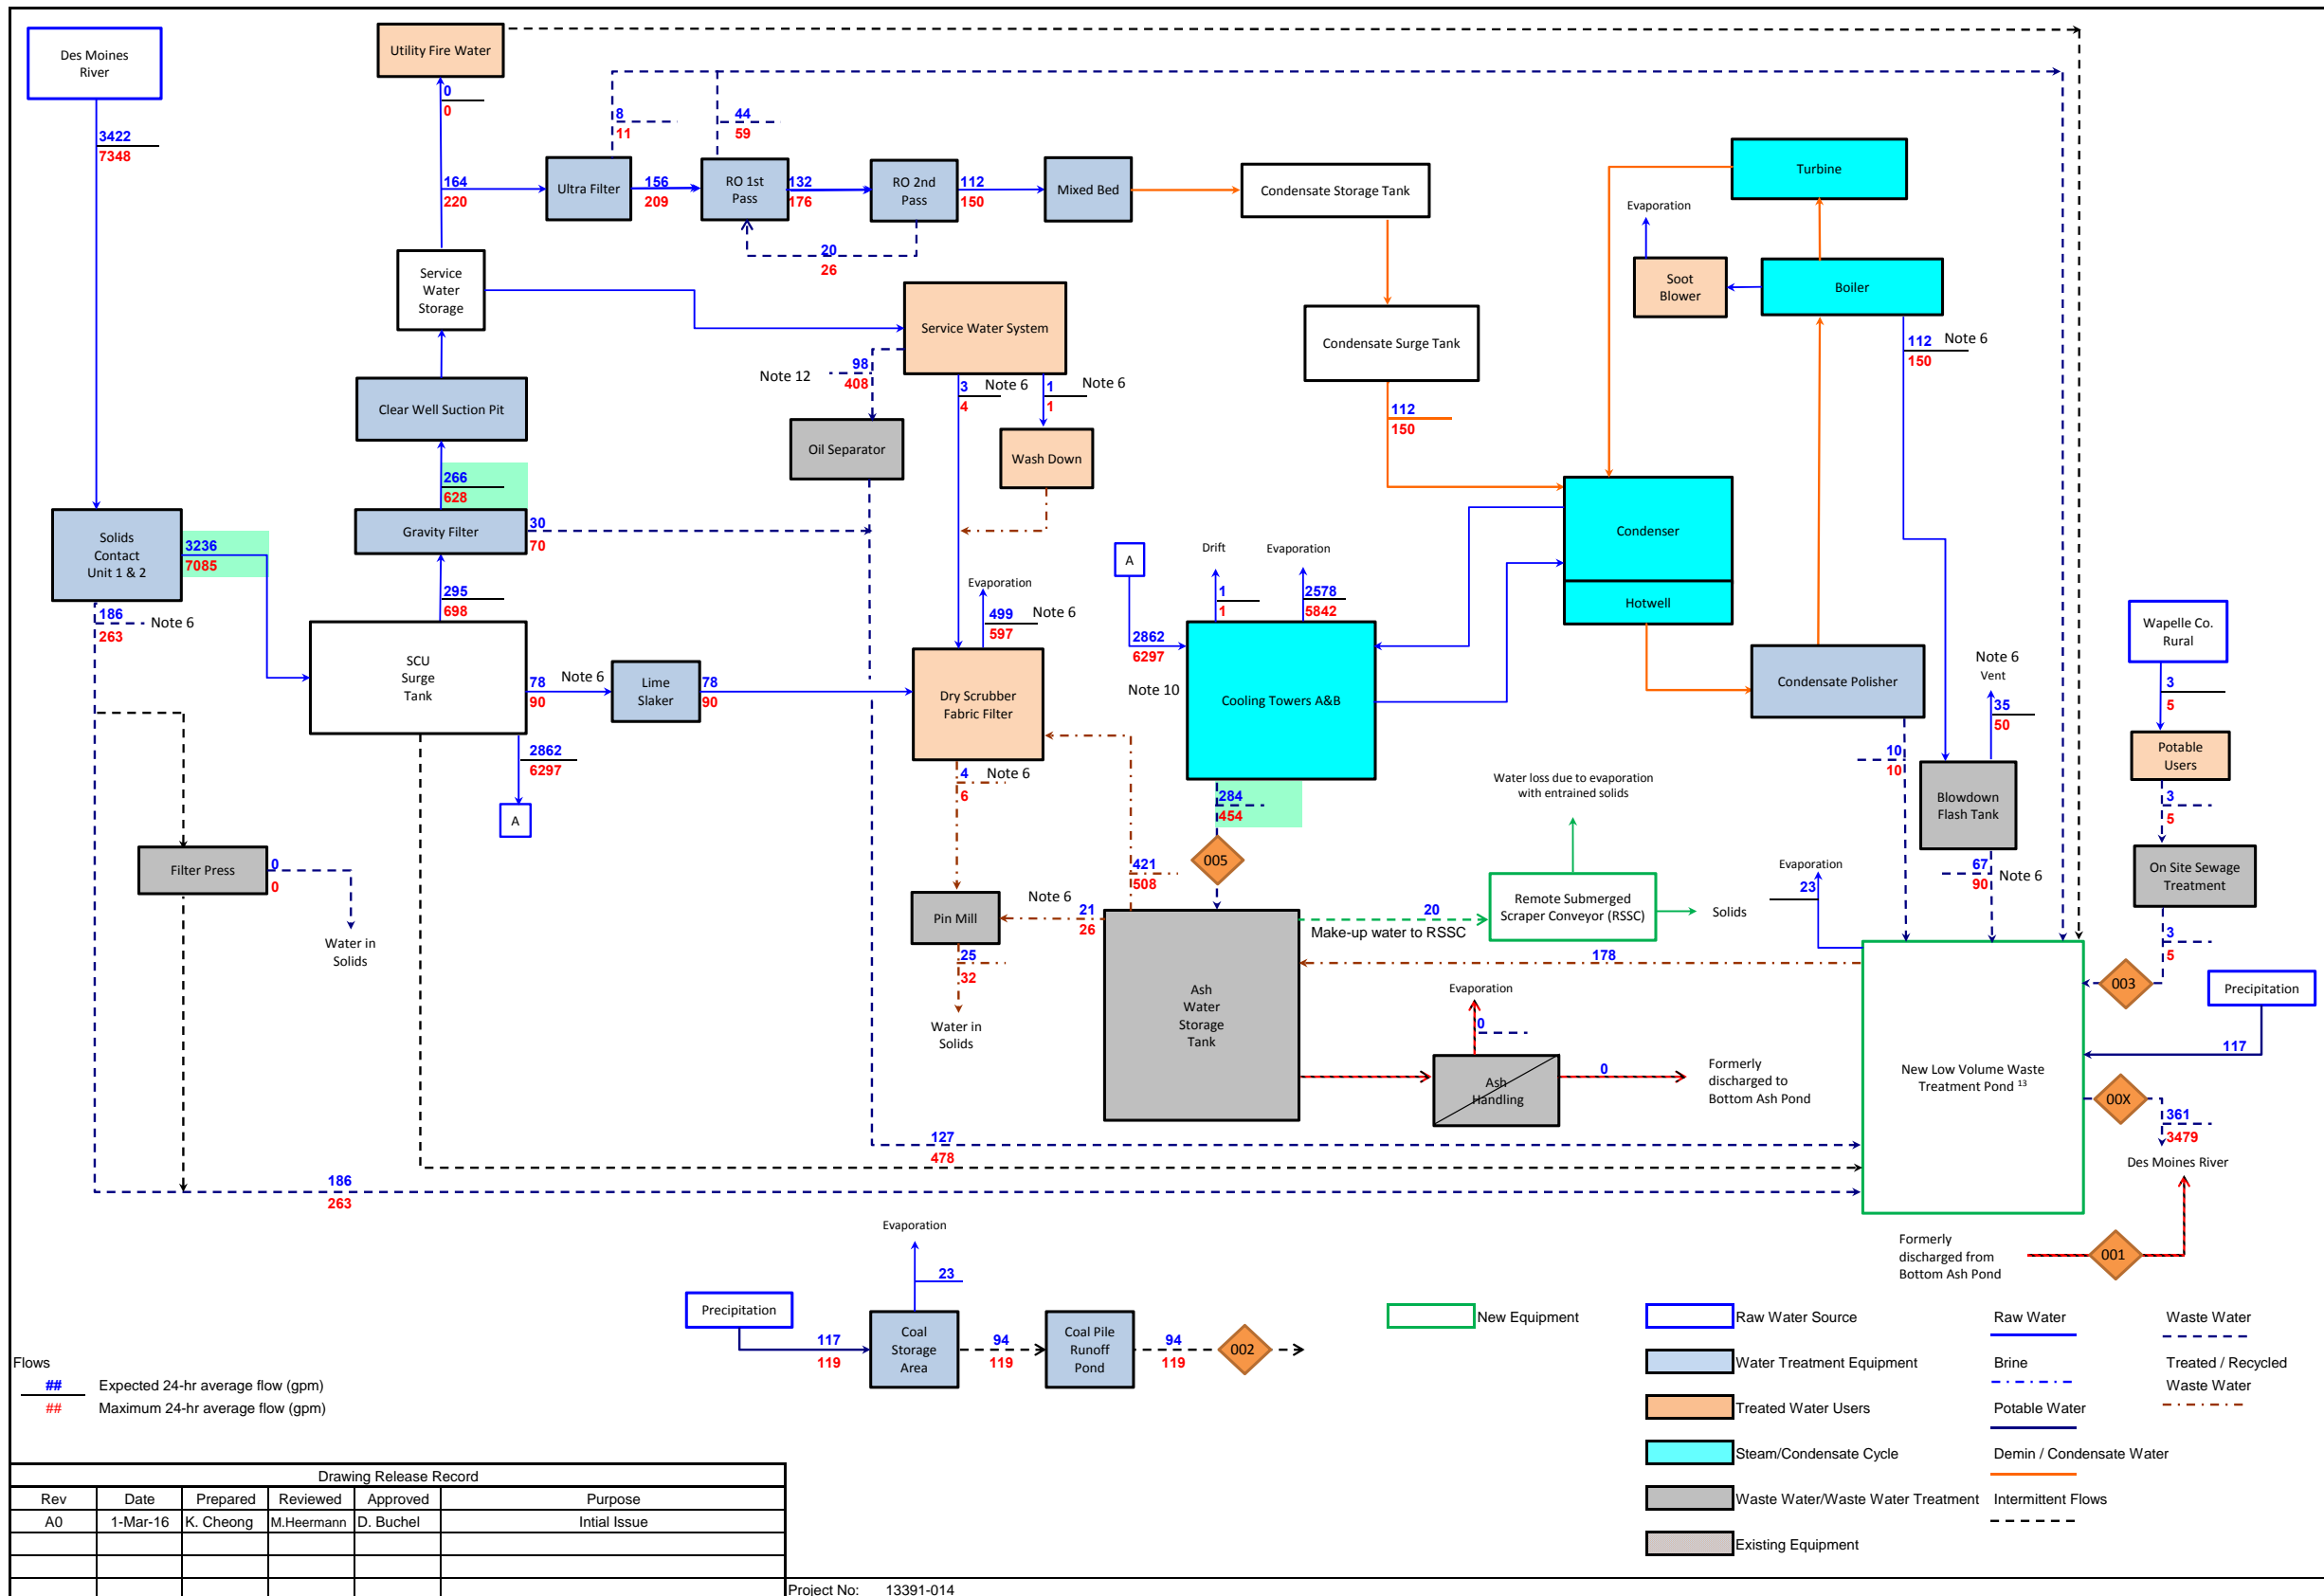 Des Moines
River
3422
7348
Utility Fire Water
0
0
8
11
44
59
164
220
Ultra Filter
156
209
RO 1st
Pass
132
176
RO 2nd
Pass
112
150
Mixed Bed
20
26
Condensate Storage Tank
Turbine
Evaporation
Soot
Blower
Boiler
112
Note 6
150
Service
Water
Storage
Service Water System
Condensate Surge Tank
112
150
Note 12
98
408
3
Note 6
4
1
Note 6
1
Clear Well Suction Pit
Oil Separator
Wash Down
266
628
Gravity Filter
30
70
Solids
Contact
Unit 1 & 2
3236
7085
186
Note 6
263
295
698
SCU
Surge
Tank
78
Note 6
90
Lime
Slaker
78
90
2862
6297
A
Evaporation
499
Note 6
597
Dry Scrubber
Fabric Filter
4
Note 6
6
A
2862
6297
Note 10
Drift
1
1
Evaporation
2578
5842
Cooling Towers A&B
284
454
005
Condenser
Hotwell
Condensate Polisher
10
10
Note 6
Vent
35
50
Blowdown
Flash Tank
67
Note 6
90
Wapelle Co.
Rural
3
5
Potable
Users
3
5
On Site Sewage
Treatment
3
5
003
Precipitation
117
Filter Press
0
0
Water in
Solids
421
508
Pin Mill
Note 6
21
26
25
32
Water in
Solids
Ash
Water
Storage
Tank
Water loss due to evaporation
with entrained solids
20
Make-up water to RSSC
Remote Submerged
Scraper Conveyor (RSSC)
Solids
Evaporation
23
178
Evaporation
0
Ash
Handling
0
Formerly
discharged to
Bottom Ash Pond
New Low Volume Waste
Treatment Pond 13
00X
361
3479
Des Moines River
127
478
186
263
Formerly
discharged from
Bottom Ash Pond
001
Evaporation
23
Precipitation
117
119
Coal
Storage
Area
94
119
Coal Pile
Runoff
Pond
94
119
002
New Equipment
Raw Water Source
Water Treatment Equipment
Treated Water Users
Steam/Condensate Cycle
Waste Water/Waste Water Treatment
Existing Equipment
Raw Water
Brine
Potable Water
Demin / Condensate Water
Intermittent Flows
Waste Water
Treated / Recycled
Waste Water
Flows
## Expected 24-hr average flow (gpm)
## Maximum 24-hr average flow (gpm)
Drawing Release Record
Rev Date Prepared Reviewed Approved Purpose
A0 1-Mar-16 K. Cheong M.Heermann D. Buchel Intial Issue
Project No: 13391-014